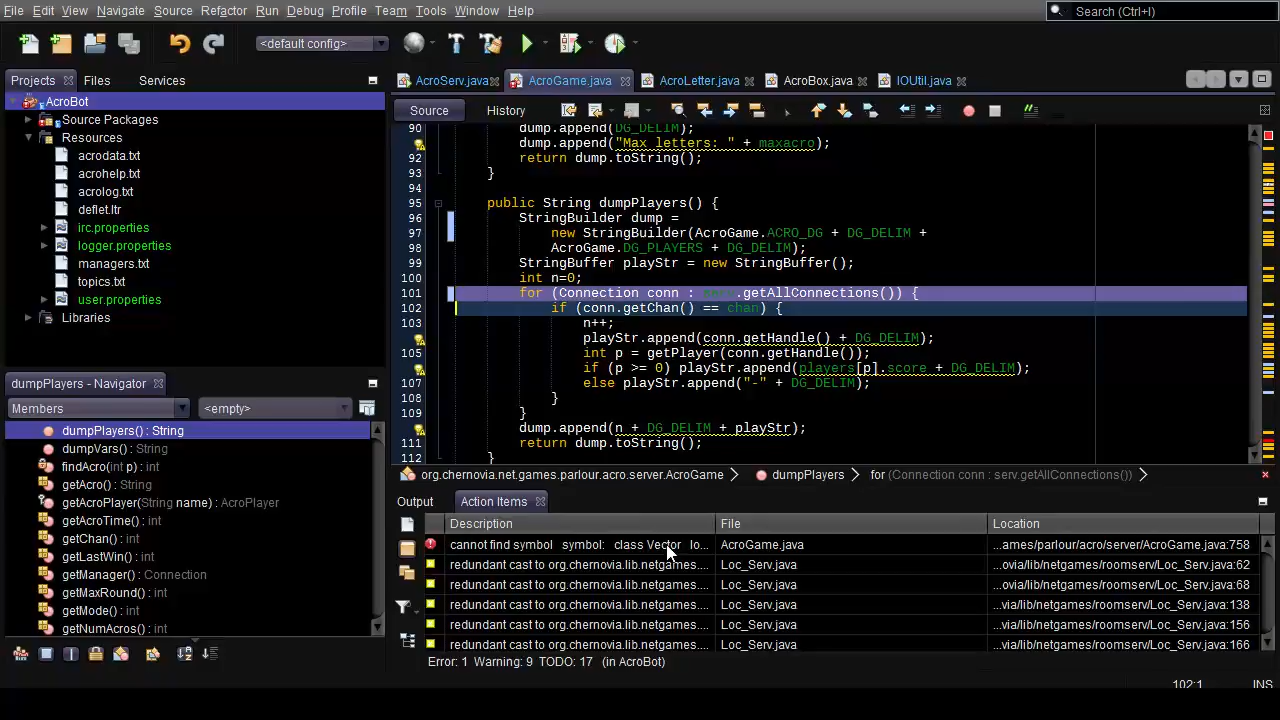 File Edit View Navigate Source Refactor Run Debug Profile Team Tools Window Help
Search (Ctrl+I)
<default config>
Projects Files Services
AcroBot
Source Packages
Resources
acrodata.txt
acrohelp.txt
acrolog.txt
deflet.ltr
irc.properties
logger.properties
managers.txt
topics.txt
user.properties
Libraries
dumpPlayers - Navigator
Members <empty>
dumpPlayers() : String
dumpVars() : String
findAcro(int p) : int
getAcro() : String
getAcroPlayer(String name) : AcroPlayer
getAcroTime() : int
getChan() : int
getLastWin() : int
getManager() : Connection
getMaxRound() : int
getMode() : int
getNumAcros() : int
AcroServ.java AcroGame.java AcroLetter.java AcroBox.java IOUtil.java
Source History
90 dump.append(DG_DELIM);
dump.append("Max letters: " + maxacro);
92 return dump.toString();
93 }
94
95 public String dumpPlayers() {
96 StringBuilder dump =
97 new StringBuilder(AcroGame.ACRO_DG + DG_DELIM +
98 AcroGame.DG_PLAYERS + DG_DELIM);
99 StringBuffer playStr = new StringBuffer();
100 int n=0;
101 for (Connection conn : serv.getAllConnections()) {
102 if (conn.getChan() == chan) {
103 n++;
playStr.append(conn.getHandle() + DG_DELIM);
105 int p = getPlayer(conn.getHandle());
if (p >= 0) playStr.append(players[p].score + DG_DELIM);
107 else playStr.append("-" + DG_DELIM);
108 }
109 }
dump.append(n + DG_DELIM + playStr);
111 return dump.toString();
112 }
org.chernovia.net.games.parlour.acro.server.AcroGame dumpPlayers for (Connection conn : serv.getAllConnections())
Output Action Items
Description File Location
cannot find symbol symbol: class Vector lo... AcroGame.java ...ames/parlour/acro/server/AcroGame.java:758
redundant cast to org.chernovia.lib.netgames.... Loc_Serv.java ...ovia/lib/netgames/roomserv/Loc_Serv.java:62
redundant cast to org.chernovia.lib.netgames.... Loc_Serv.java ...ovia/lib/netgames/roomserv/Loc_Serv.java:68
redundant cast to org.chernovia.lib.netgames.... Loc_Serv.java ...via/lib/netgames/roomserv/Loc_Serv.java:138
redundant cast to org.chernovia.lib.netgames.... Loc_Serv.java ...via/lib/netgames/roomserv/Loc_Serv.java:156
redundant cast to org.chernovia.lib.netgames.... Loc_Serv.java ...via/lib/netgames/roomserv/Loc_Serv.java:166
Error: 1 Warning: 9 TODO: 17 (in AcroBot)
102:1 INS